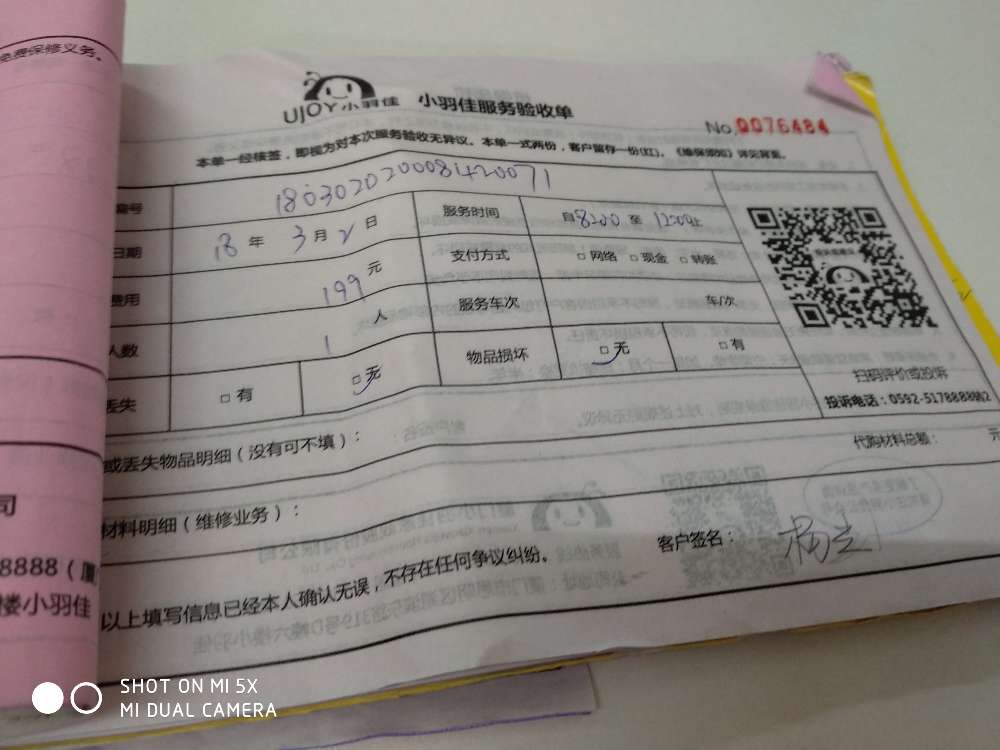 免费保修义务。
UJOY小羽佳 小羽佳服务验收单
No.0076484
本单一经核签，即视为对本次服务验收无异议。本单一式两份，客户留存一份(红)。《维保须知》详见背面。
编号 180302020008420071
日期 18 年 3 月 2 日 服务时间 自 8:00 至 12:00 止
费用 199 元 支付方式 □ 网络 □ 现金 □ 转账
人数 1 人 服务车次 车/次
丢失 □ 有 □ 无 物品损坏 □ 无 □ 有
扫码评价或投诉
投诉电话：0592-5178888
或丢失物品明细（没有可不填）：
代购材料总额： 元
材料明细（维修业务）：
客户签名：
以上填写信息已经本人确认无误，不存在任何争议纠纷。
司
8888（厦
楼小羽佳
SHOT ON MI 5X
MI DUAL CAMERA